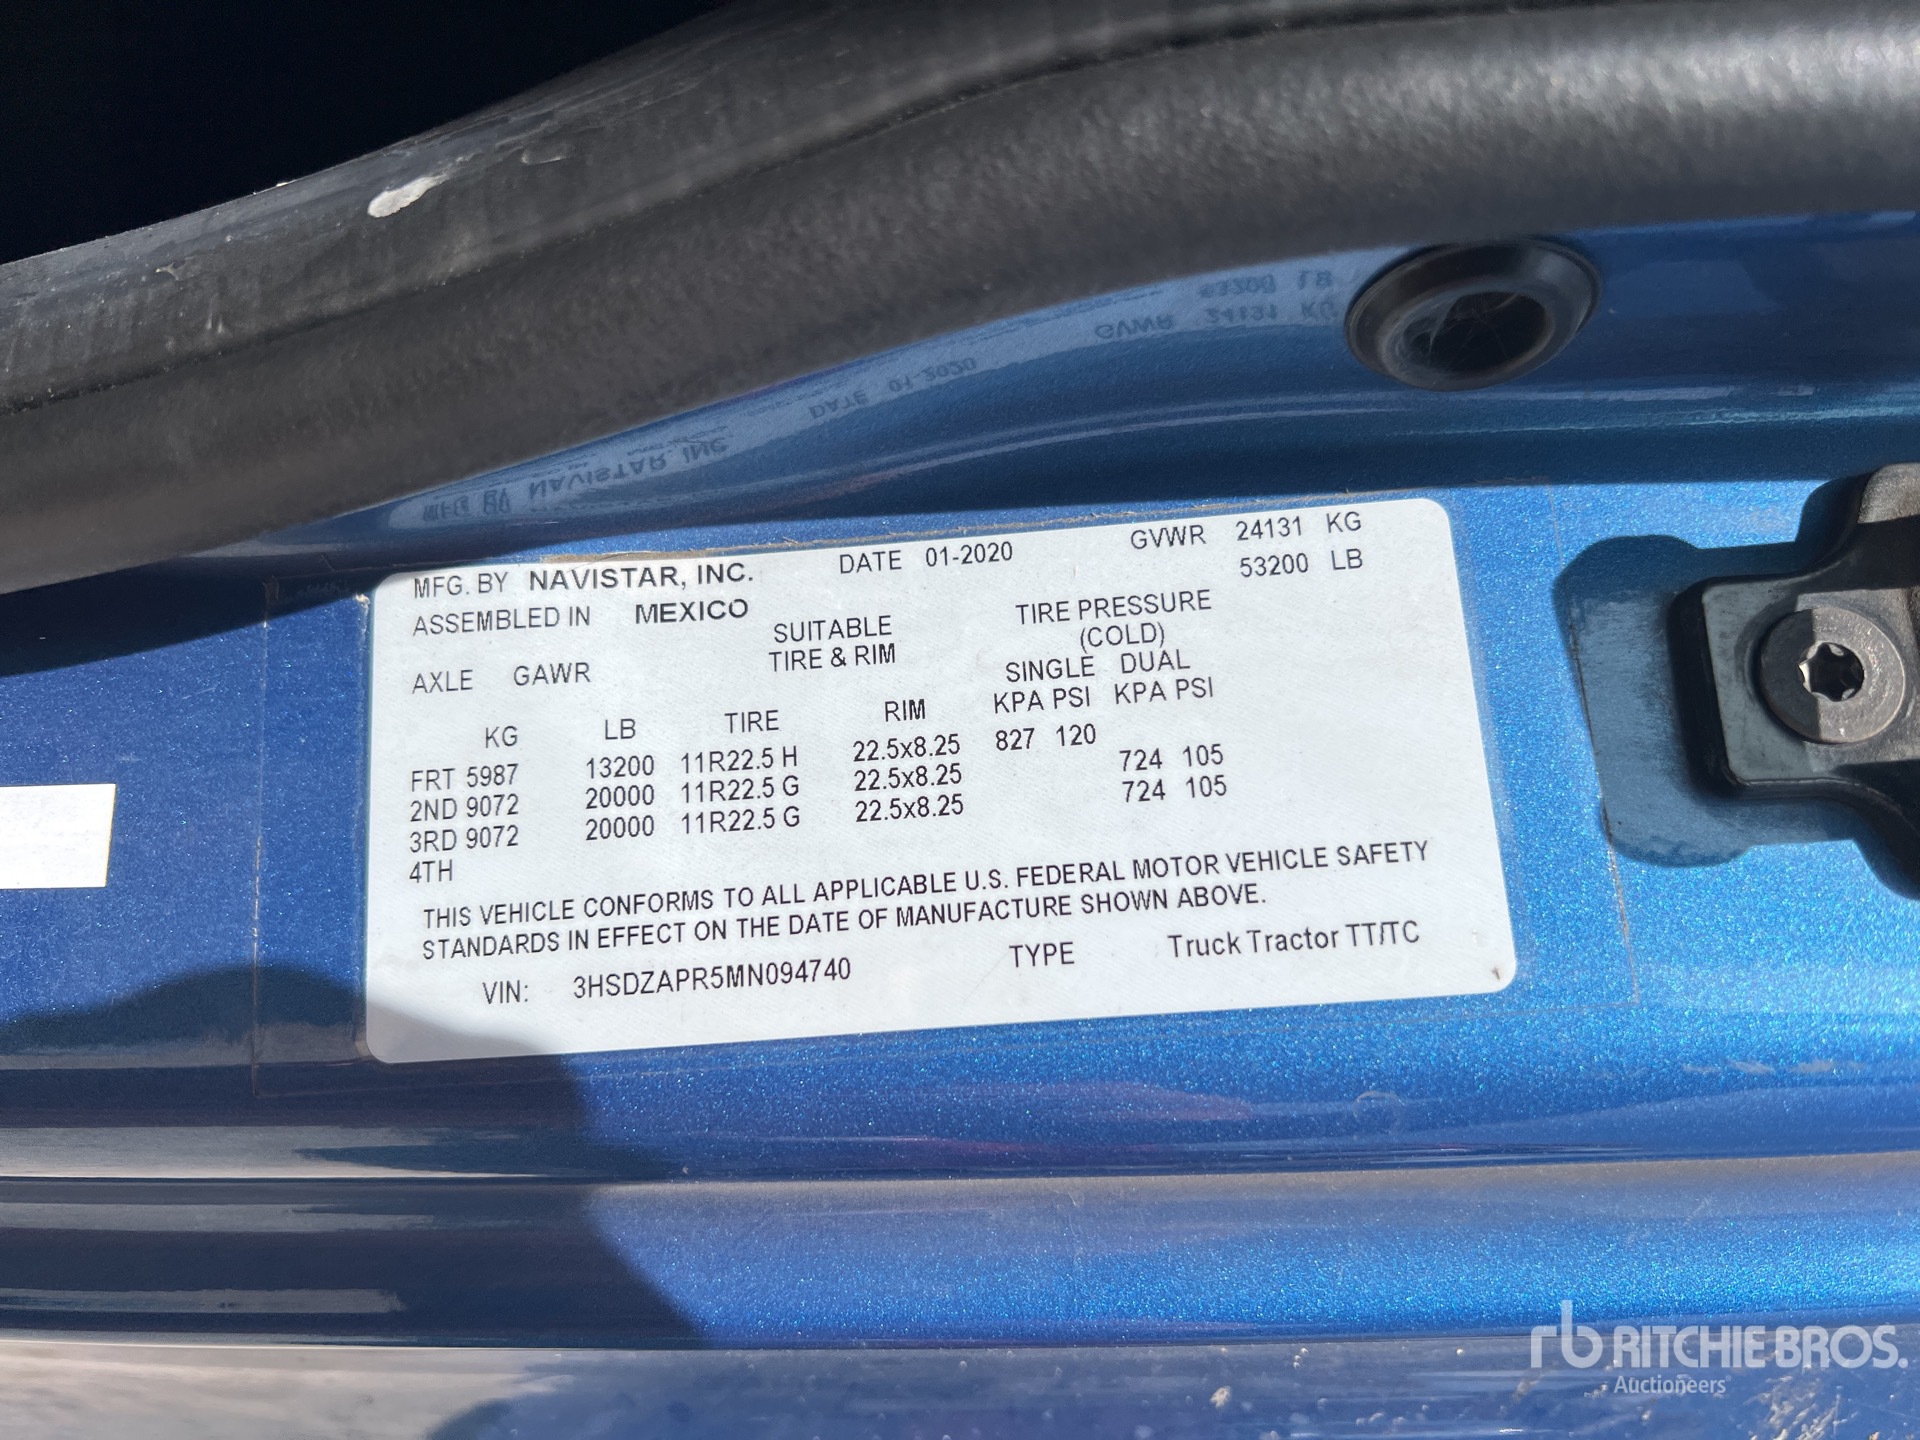 MFG. BY NAVISTAR, INC. DATE 01-2020 GVWR 24131 KG
ASSEMBLED IN MEXICO 53200 LB
SUITABLE TIRE PRESSURE
TIRE & RIM (COLD)
AXLE GAWR SINGLE DUAL
KG LB TIRE RIM KPA PSI KPA PSI
FRT 5987 13200 11R22.5 H 22.5x8.25 827 120
2ND 9072 20000 11R22.5 G 22.5x8.25 724 105
3RD 9072 20000 11R22.5 G 22.5x8.25 724 105
4TH
THIS VEHICLE CONFORMS TO ALL APPLICABLE U.S. FEDERAL MOTOR VEHICLE SAFETY
STANDARDS IN EFFECT ON THE DATE OF MANUFACTURE SHOWN ABOVE.
VIN: 3HSDZAPR5MN094740 TYPE Truck Tractor TT/TC
rb RITCHIE BROS.
Auctioneers